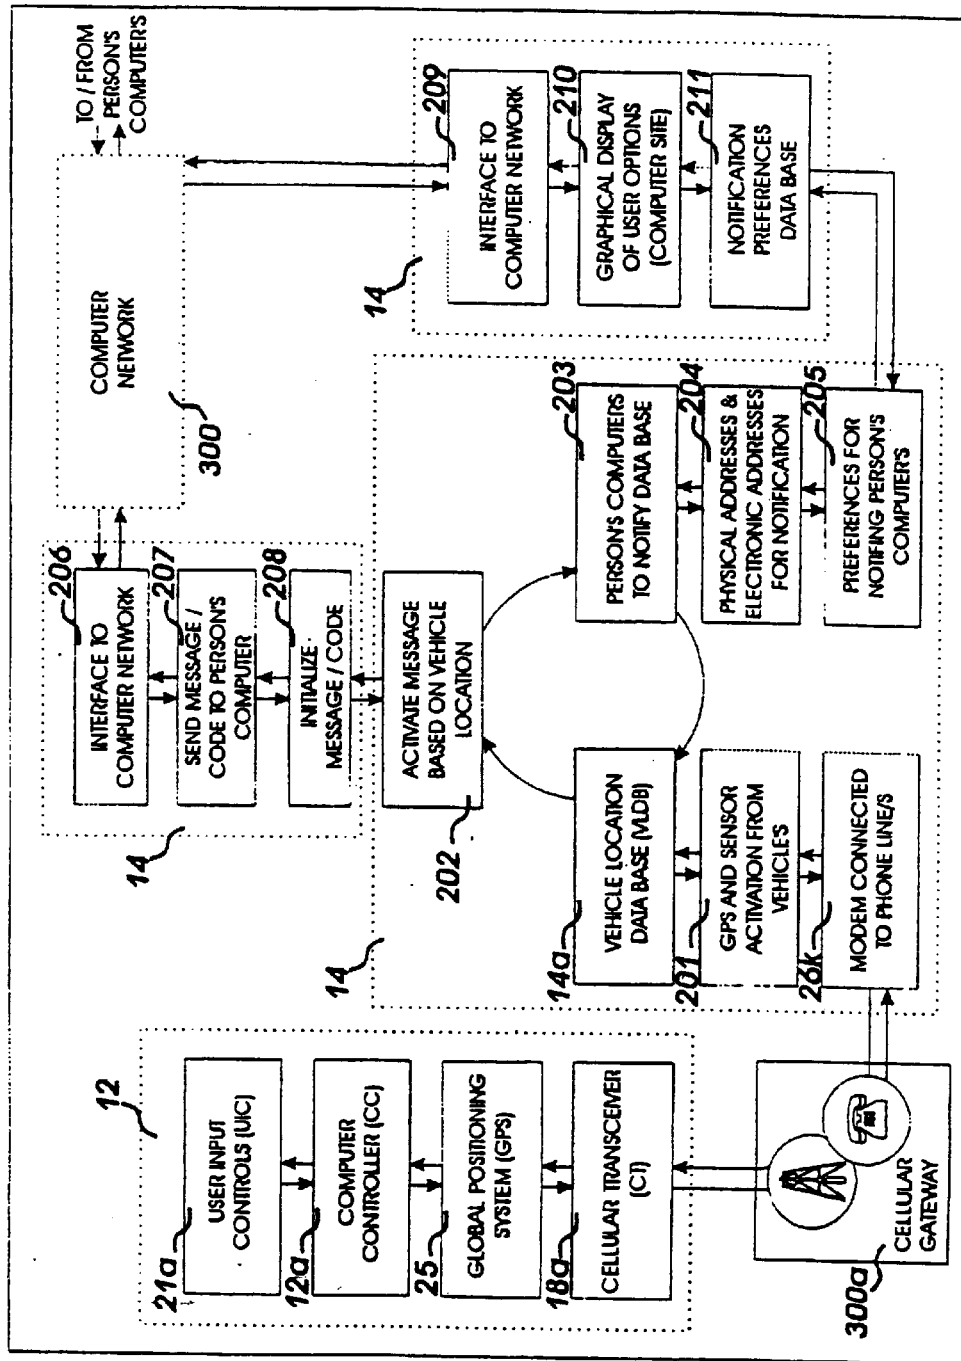 12
21a
USER INPUT
CONTROLS (UIC)
12a
COMPUTER
CONTROLLER (CC)
25
GLOBAL POSITIONING
SYSTEM (GPS)
18a
CELLULAR TRANSCEIVER
(CT)
300a
CELLULAR
GATEWAY
14
206
INTERFACE TO
COMPUTER NETWORK
207
SEND MESSAGE /
CODE TO PERSON'S
COMPUTER
208
INITIALIZE
MESSAGE / CODE
14
202
ACTIVATE MESSAGE
BASED ON VEHICLE
LOCATION
14a
VEHICLE LOCATION
DATA BASE (VLDB)
201
GPS AND SENSOR
ACTIVATION FROM
VEHICLES
26k
MODEM CONNECTED
TO PHONE LINE/S
203
PERSON'S COMPUTERS
TO NOTIFY DATA BASE
204
PHYSICAL ADDRESSES &
ELECTRONIC ADDRESSES
FOR NOTIFICATION
205
PREFERENCES FOR
NOTIFING PERSON'S
COMPUTER'S
COMPUTER
NETWORK
300
TO / FROM
PERSON'S
COMPUTER'S
14
209
INTERFACE TO
COMPUTER NETWORK
210
GRAPHICAL DISPLAY
OF USER OPTIONS
(COMPUTER SITE)
211
NOTIFICATION
PREFERENCES
DATA BASE